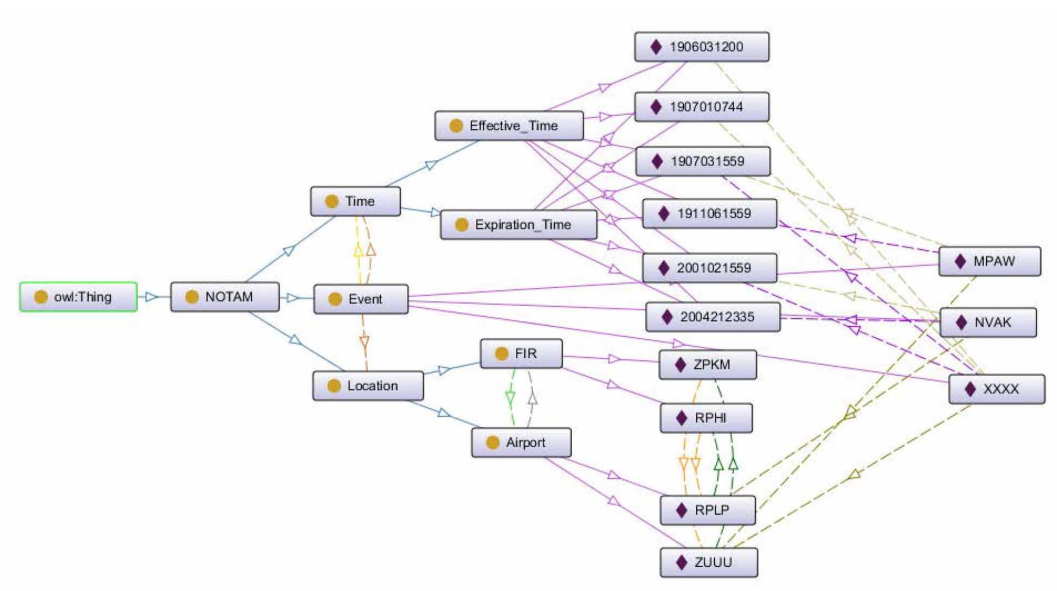 1906031200
1907010744
Effective_Time
1907031559
Time
1911061559
Expiration_Time
2001021559
MPAW
owl:Thing
NOTAM
Event
2004212335
NVAK
FIR
ZPKM
Location
XXXX
RPHI
Airport
RPLP
ZUUU